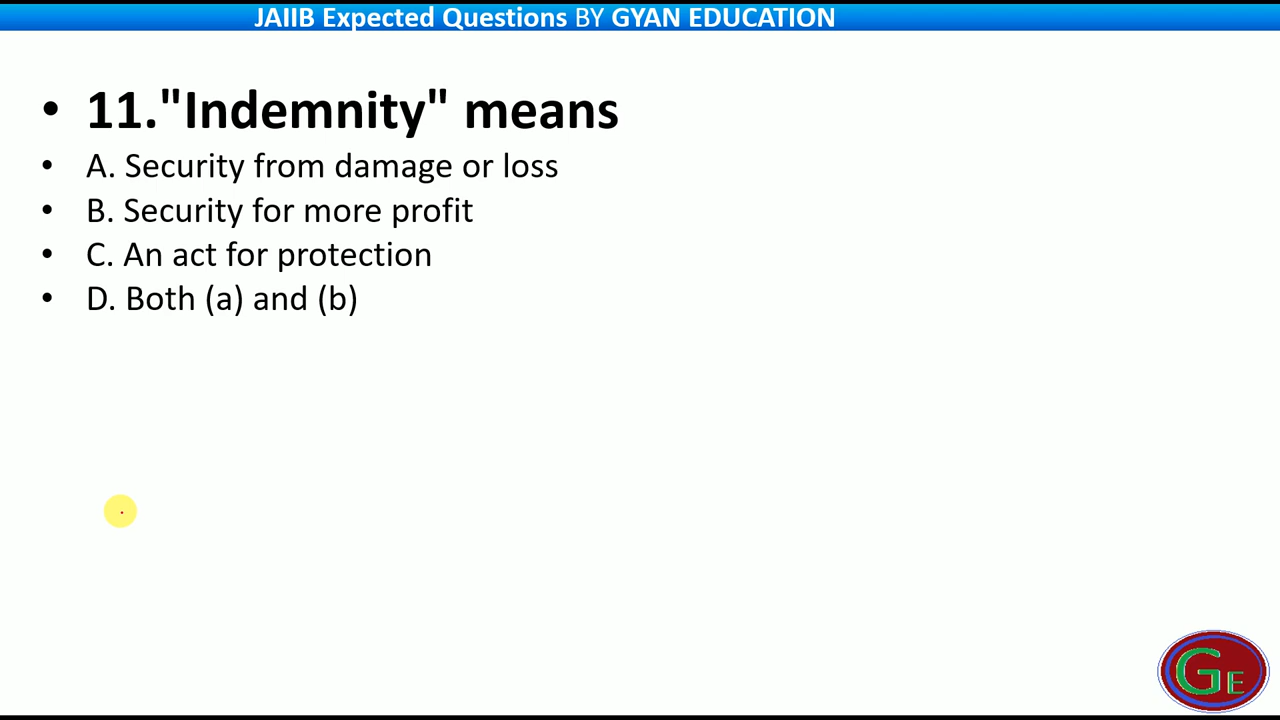 JAIIB Expected Questions BY GYAN EDUCATION
• 11."Indemnity" means
• A. Security from damage or loss
• B. Security for more profit
• C. An act for protection
• D. Both (a) and (b)
GE